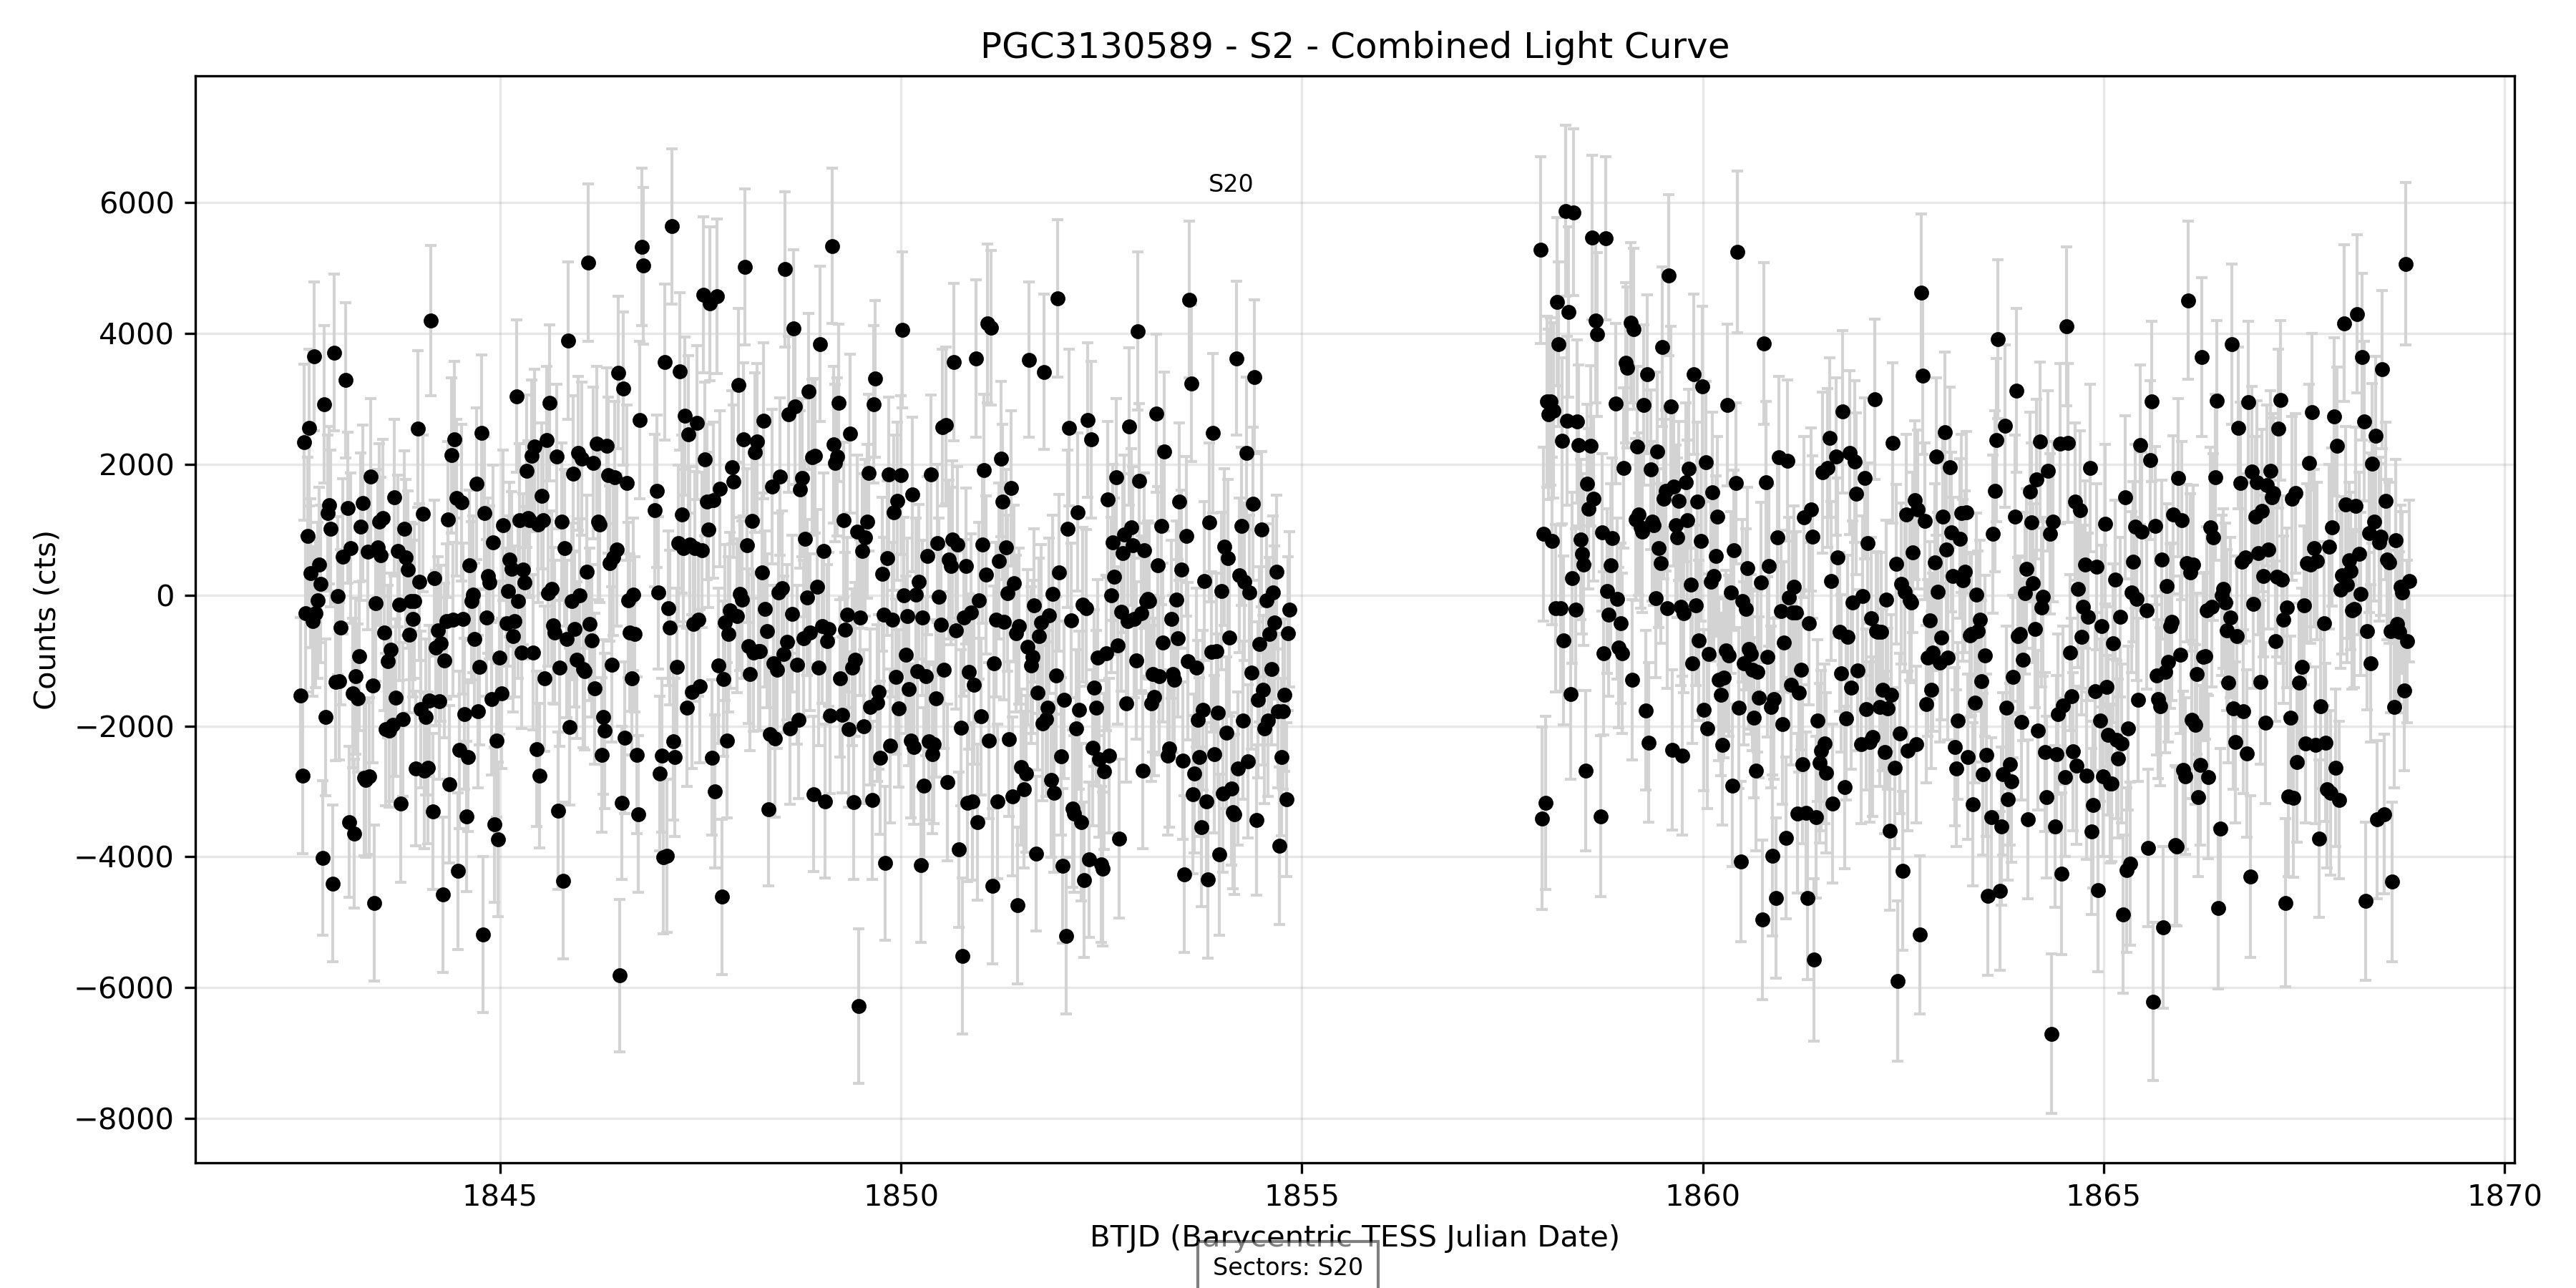 PGC3130589 - S2 - Combined Light Curve
S20
6000
4000
2000
0
−2000
−4000
−6000
−8000
Counts (cts)
1845 1850 1855 1860 1865 1870
BTJD (Barycentric TESS Julian Date)
Sectors: S20